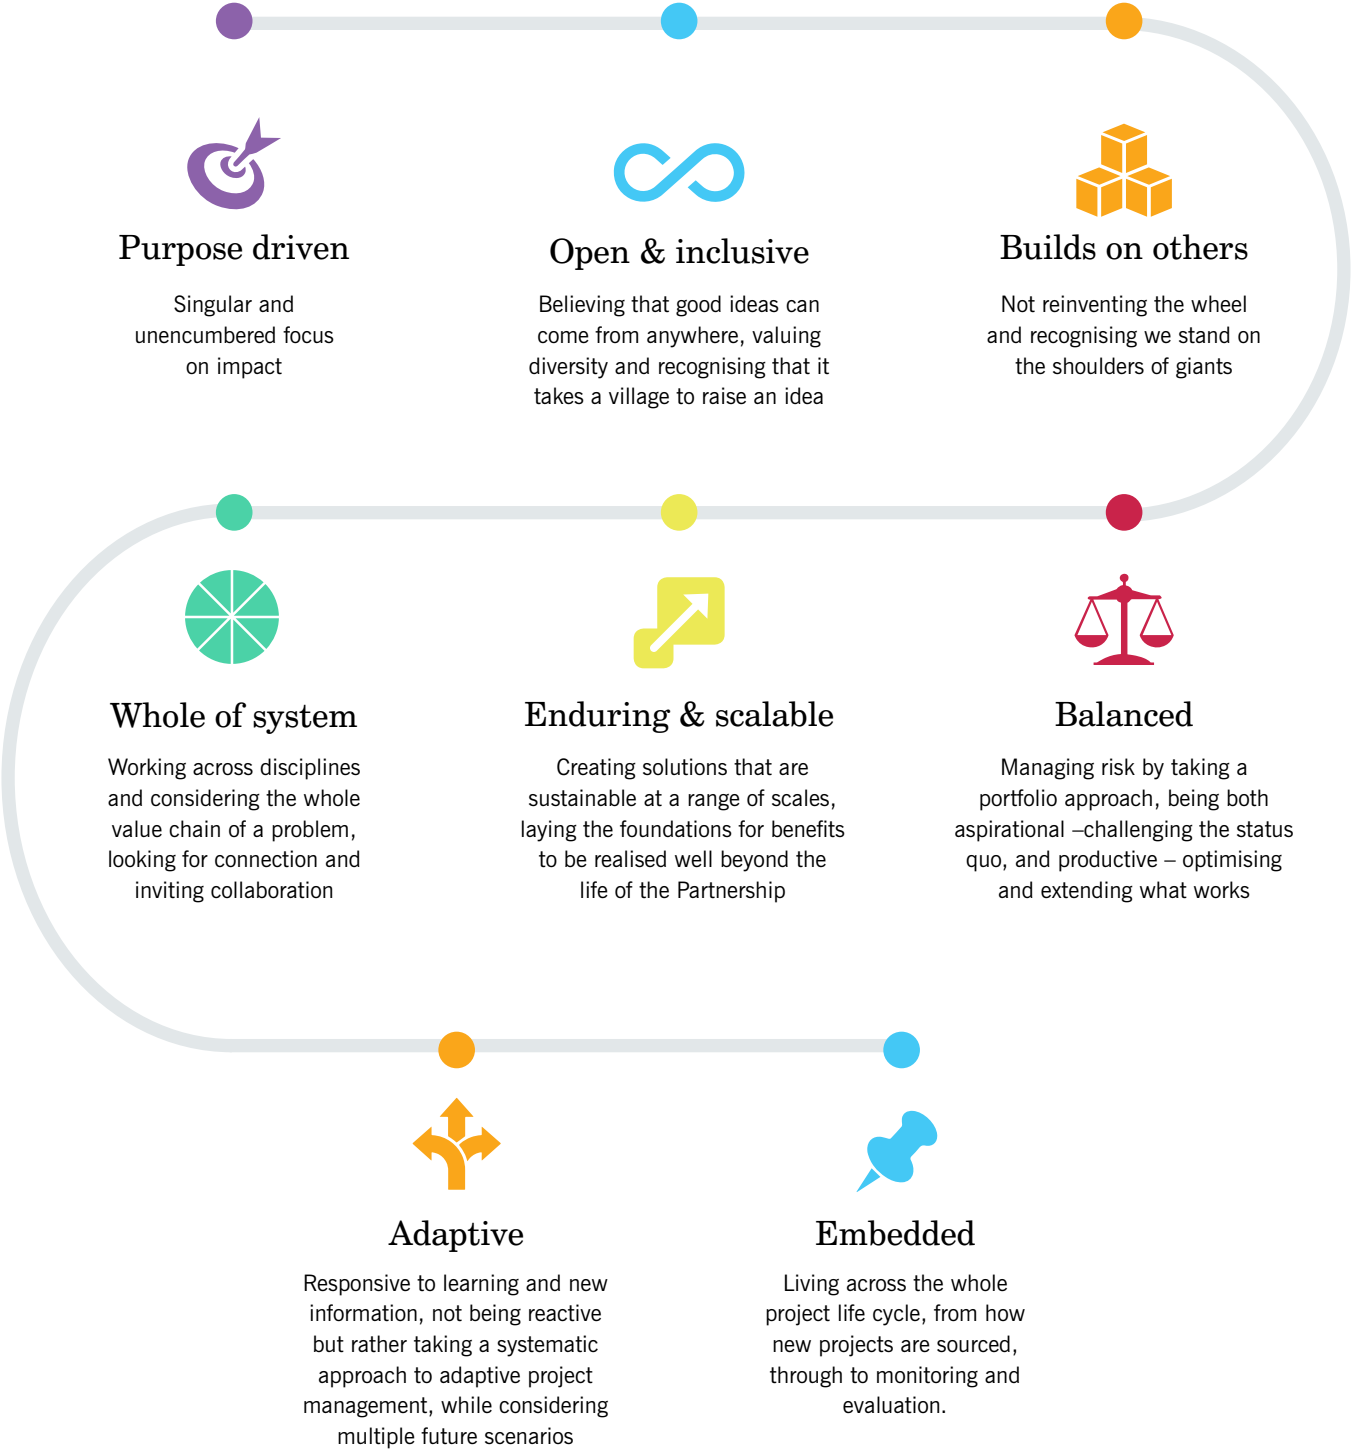 Purpose driven
Singular and
unencumbered focus
on impact
Open & inclusive
Believing that good ideas can
come from anywhere, valuing
diversity and recognising that it
takes a village to raise an idea
Builds on others
Not reinventing the wheel
and recognising we stand on
the shoulders of giants
Whole of system
Working across disciplines
and considering the whole
value chain of a problem,
looking for connection and
inviting collaboration
Enduring & scalable
Creating solutions that are
sustainable at a range of scales,
laying the foundations for benefits
to be realised well beyond the
life of the Partnership
Balanced
Managing risk by taking a
portfolio approach, being both
aspirational –challenging the status
quo, and productive – optimising
and extending what works
Adaptive
Responsive to learning and new
information, not being reactive
but rather taking a systematic
approach to adaptive project
management, while considering
multiple future scenarios
Embedded
Living across the whole
project life cycle, from how
new projects are sourced,
through to monitoring and
evaluation.